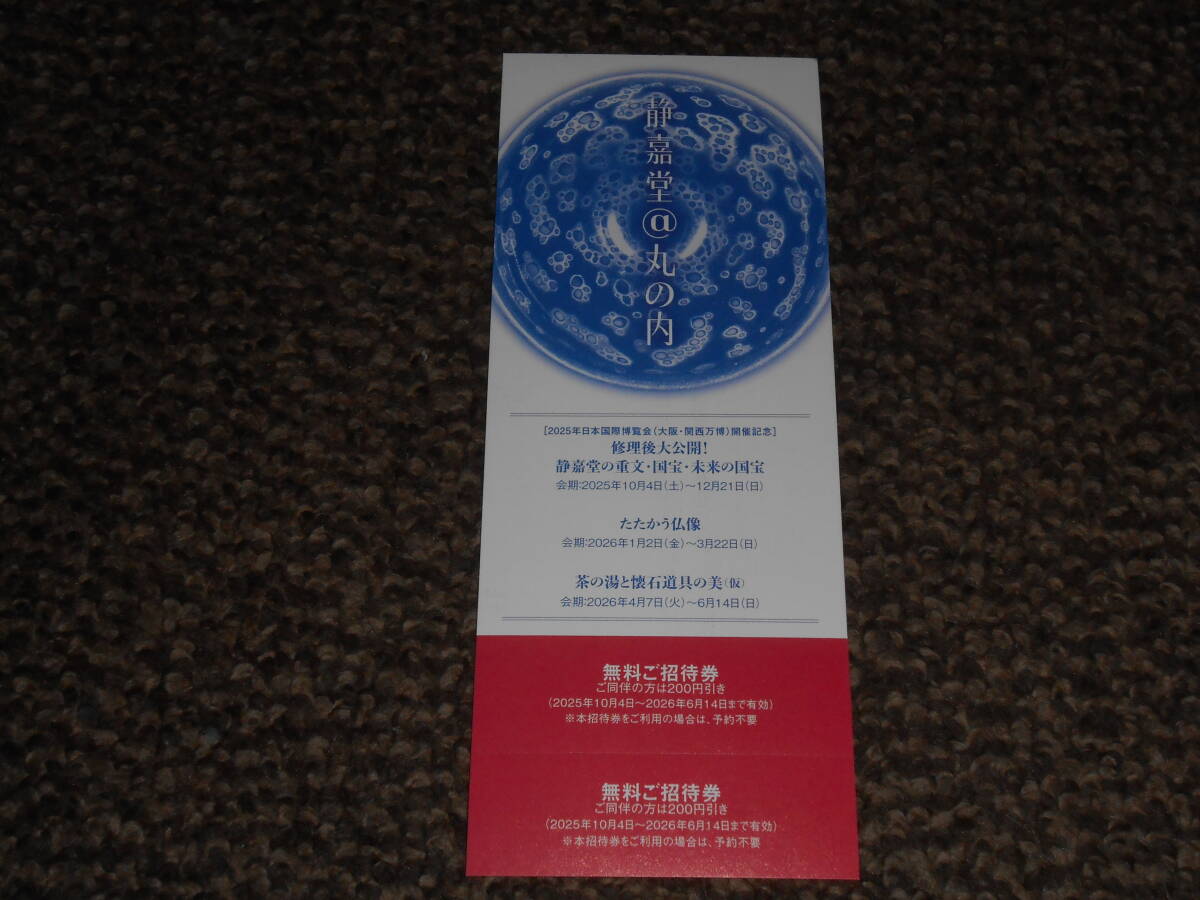 静嘉堂@丸の内
[2025年日本国際博覧会(大阪・関西万博)開催記念]
修理後大公開!
静嘉堂の重文・国宝・未来の国宝
会期:2025年10月4日(土)〜12月21日(日)
たたかう仏像
会期:2026年1月2日(金)〜3月22日(日)
茶の湯と懐石道具の美(仮)
会期:2026年4月7日(火)〜6月14日(日)
無料ご招待券
ご同伴の方は200円引き
(2025年10月4日〜2026年6月14日まで有効)
※本招待券をご利用の場合は、予約不要
無料ご招待券
ご同伴の方は200円引き
(2025年10月4日〜2026年6月14日まで有効)
※本招待券をご利用の場合は、予約不要